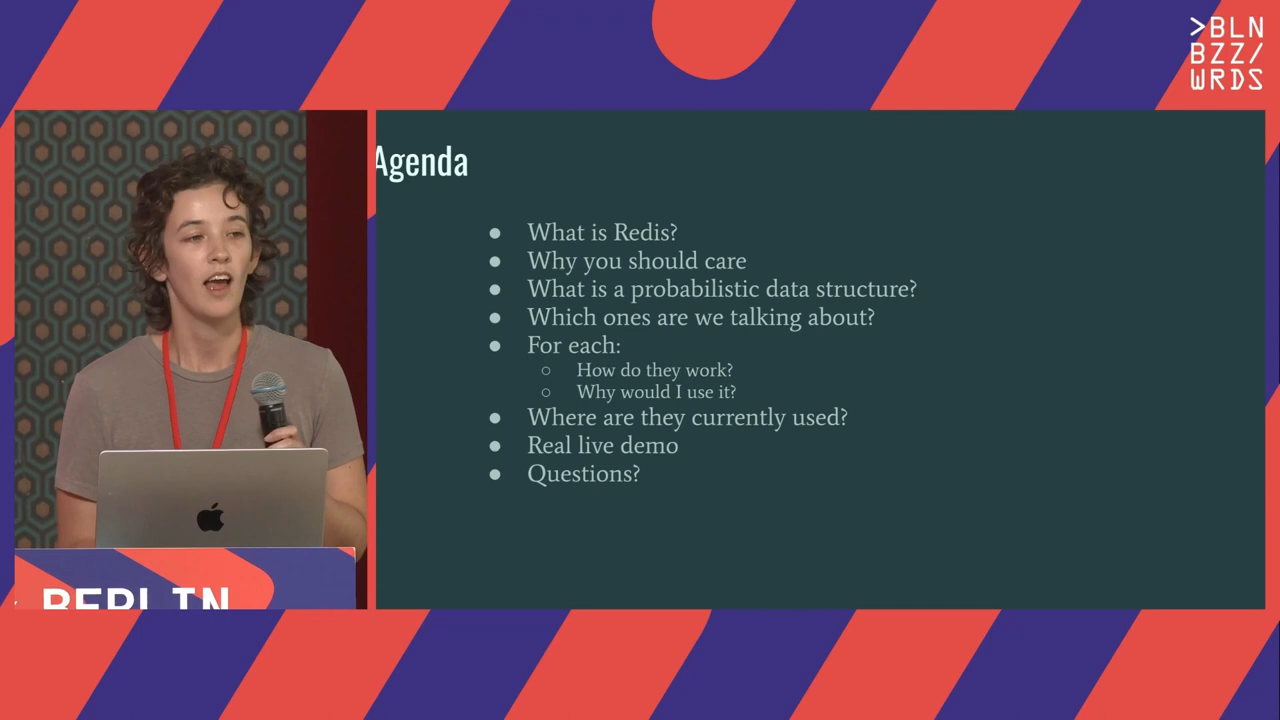 >BLN
BZZ/
WRDS
Agenda
● What is Redis?
● Why you should care
● What is a probabilistic data structure?
● Which ones are we talking about?
● For each:
○ How do they work?
○ Why would I use it?
● Where are they currently used?
● Real live demo
● Questions?
BERLIN